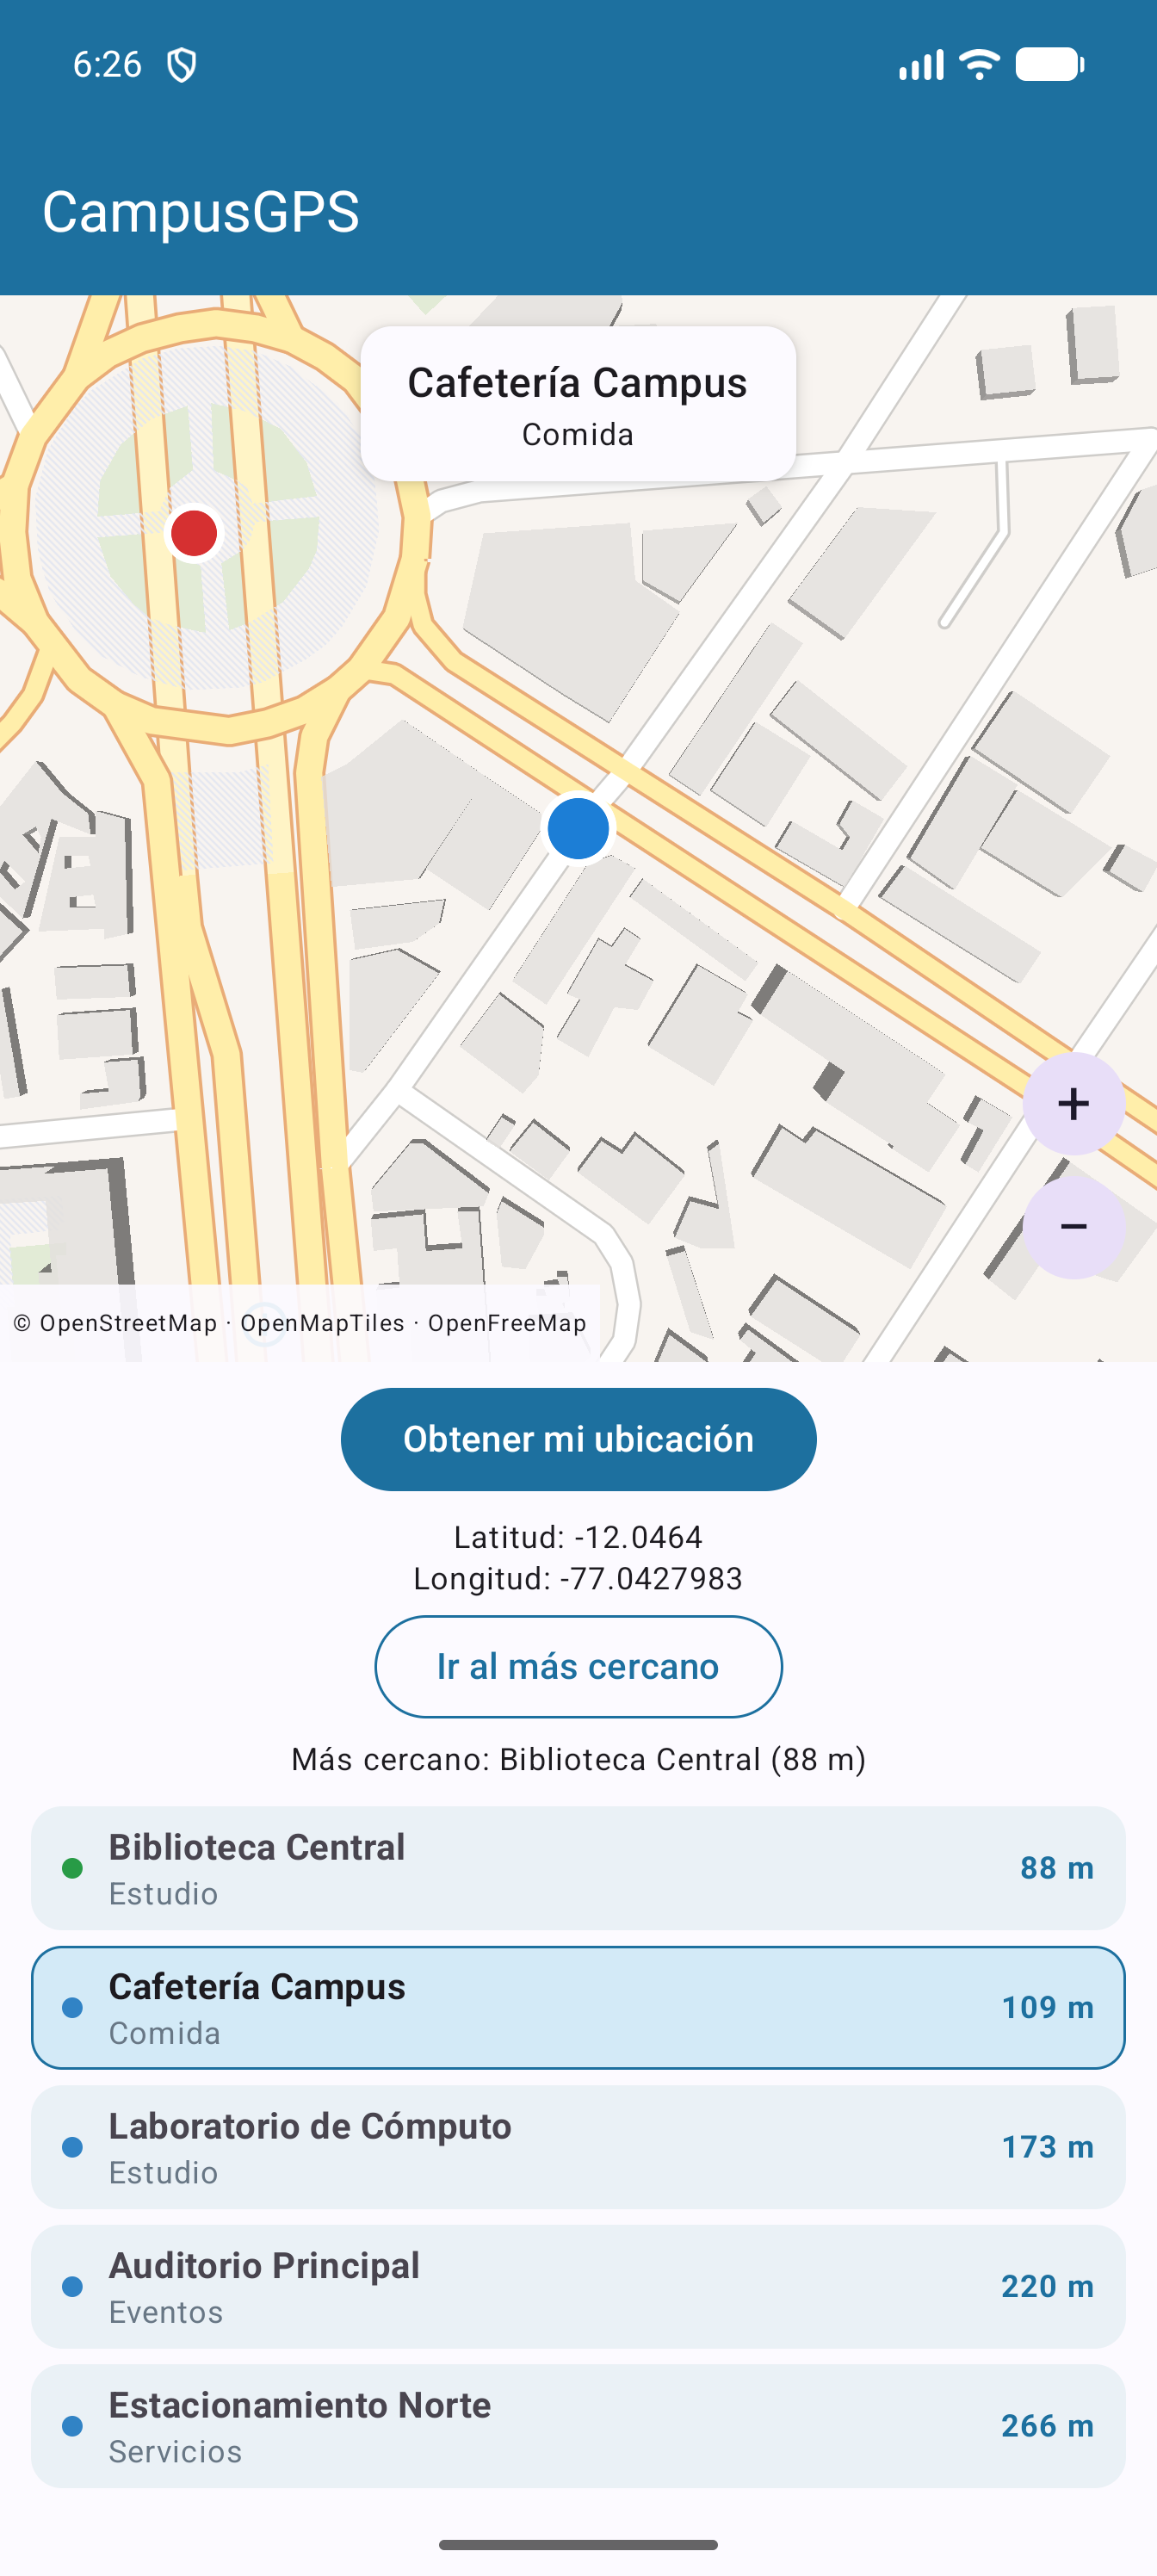 6:26
CampusGPS
Cafetería Campus
Comida
+
−
© OpenStreetMap · OpenMapTiles · OpenFreeMap
Obtener mi ubicación
Latitud: -12.0464
Longitud: -77.0427983
Ir al más cercano
Más cercano: Biblioteca Central (88 m)
Biblioteca Central
Estudio
88 m
Cafetería Campus
Comida
109 m
Laboratorio de Cómputo
Estudio
173 m
Auditorio Principal
Eventos
220 m
Estacionamiento Norte
Servicios
266 m